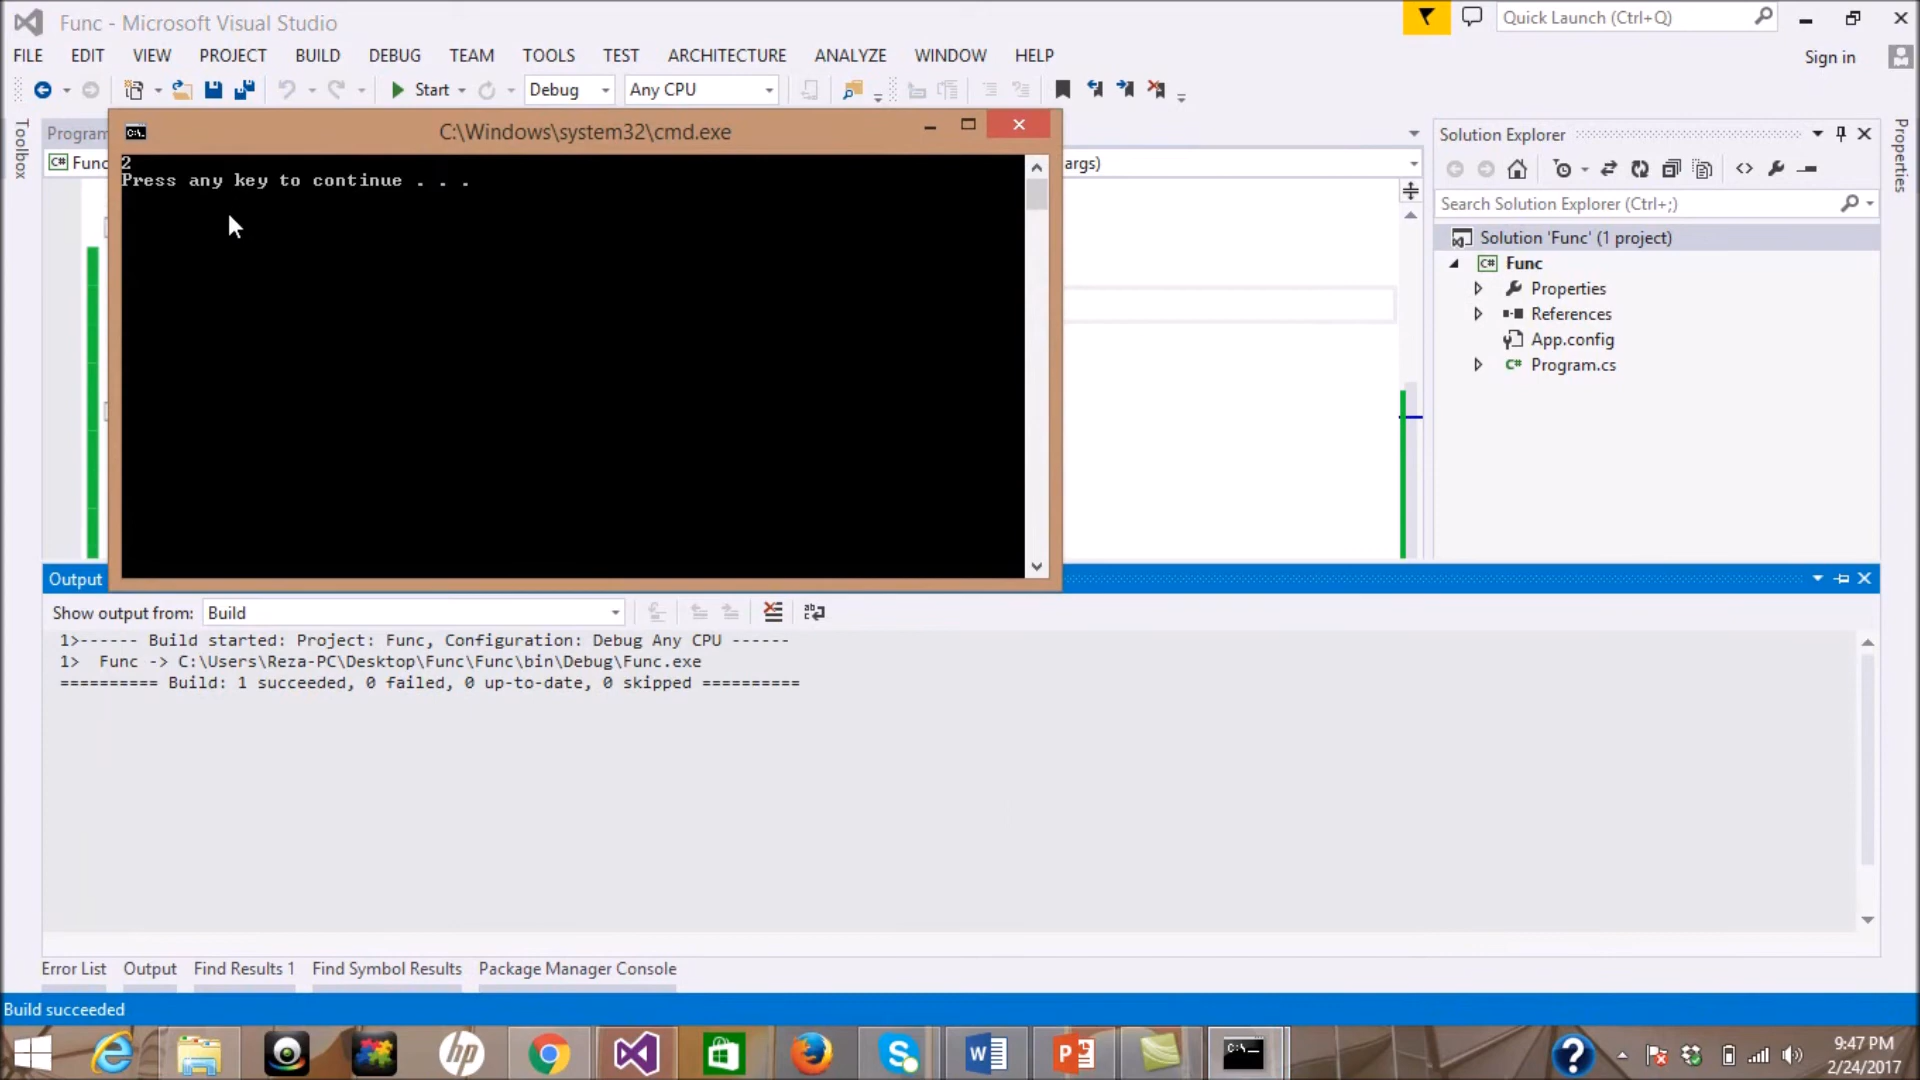 Func - Microsoft Visual Studio
Quick Launch (Ctrl+Q)
FILE EDIT VIEW PROJECT BUILD DEBUG TEAM TOOLS TEST ARCHITECTURE ANALYZE WINDOW HELP
Sign in
Start Debug Any CPU
Toolbox
Program
C# Func
C:\Windows\system32\cmd.exe
2
Press any key to continue . . .
args)
Solution Explorer
Search Solution Explorer (Ctrl+;)
Solution 'Func' (1 project)
C# Func
Properties
References
App.config
C# Program.cs
Properties
Output
Show output from: Build
1>------ Build started: Project: Func, Configuration: Debug Any CPU ------
1>  Func -> C:\Users\Reza-PC\Desktop\Func\Func\bin\Debug\Func.exe
========== Build: 1 succeeded, 0 failed, 0 up-to-date, 0 skipped ==========
Error List Output Find Results 1 Find Symbol Results Package Manager Console
Build succeeded
9:47 PM
2/24/2017